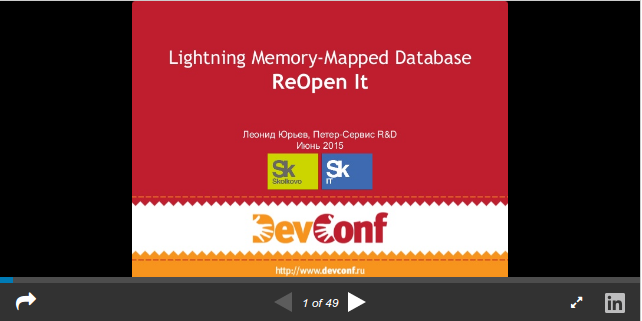 Lightning Memory-Mapped Database
ReOpen It
Леонид Юрьев, Петер-Сервис R&D
Июнь 2015
Sk
Skolkovo
Sk
IT
DevConf
http://www.devconf.ru
1 of 49
in